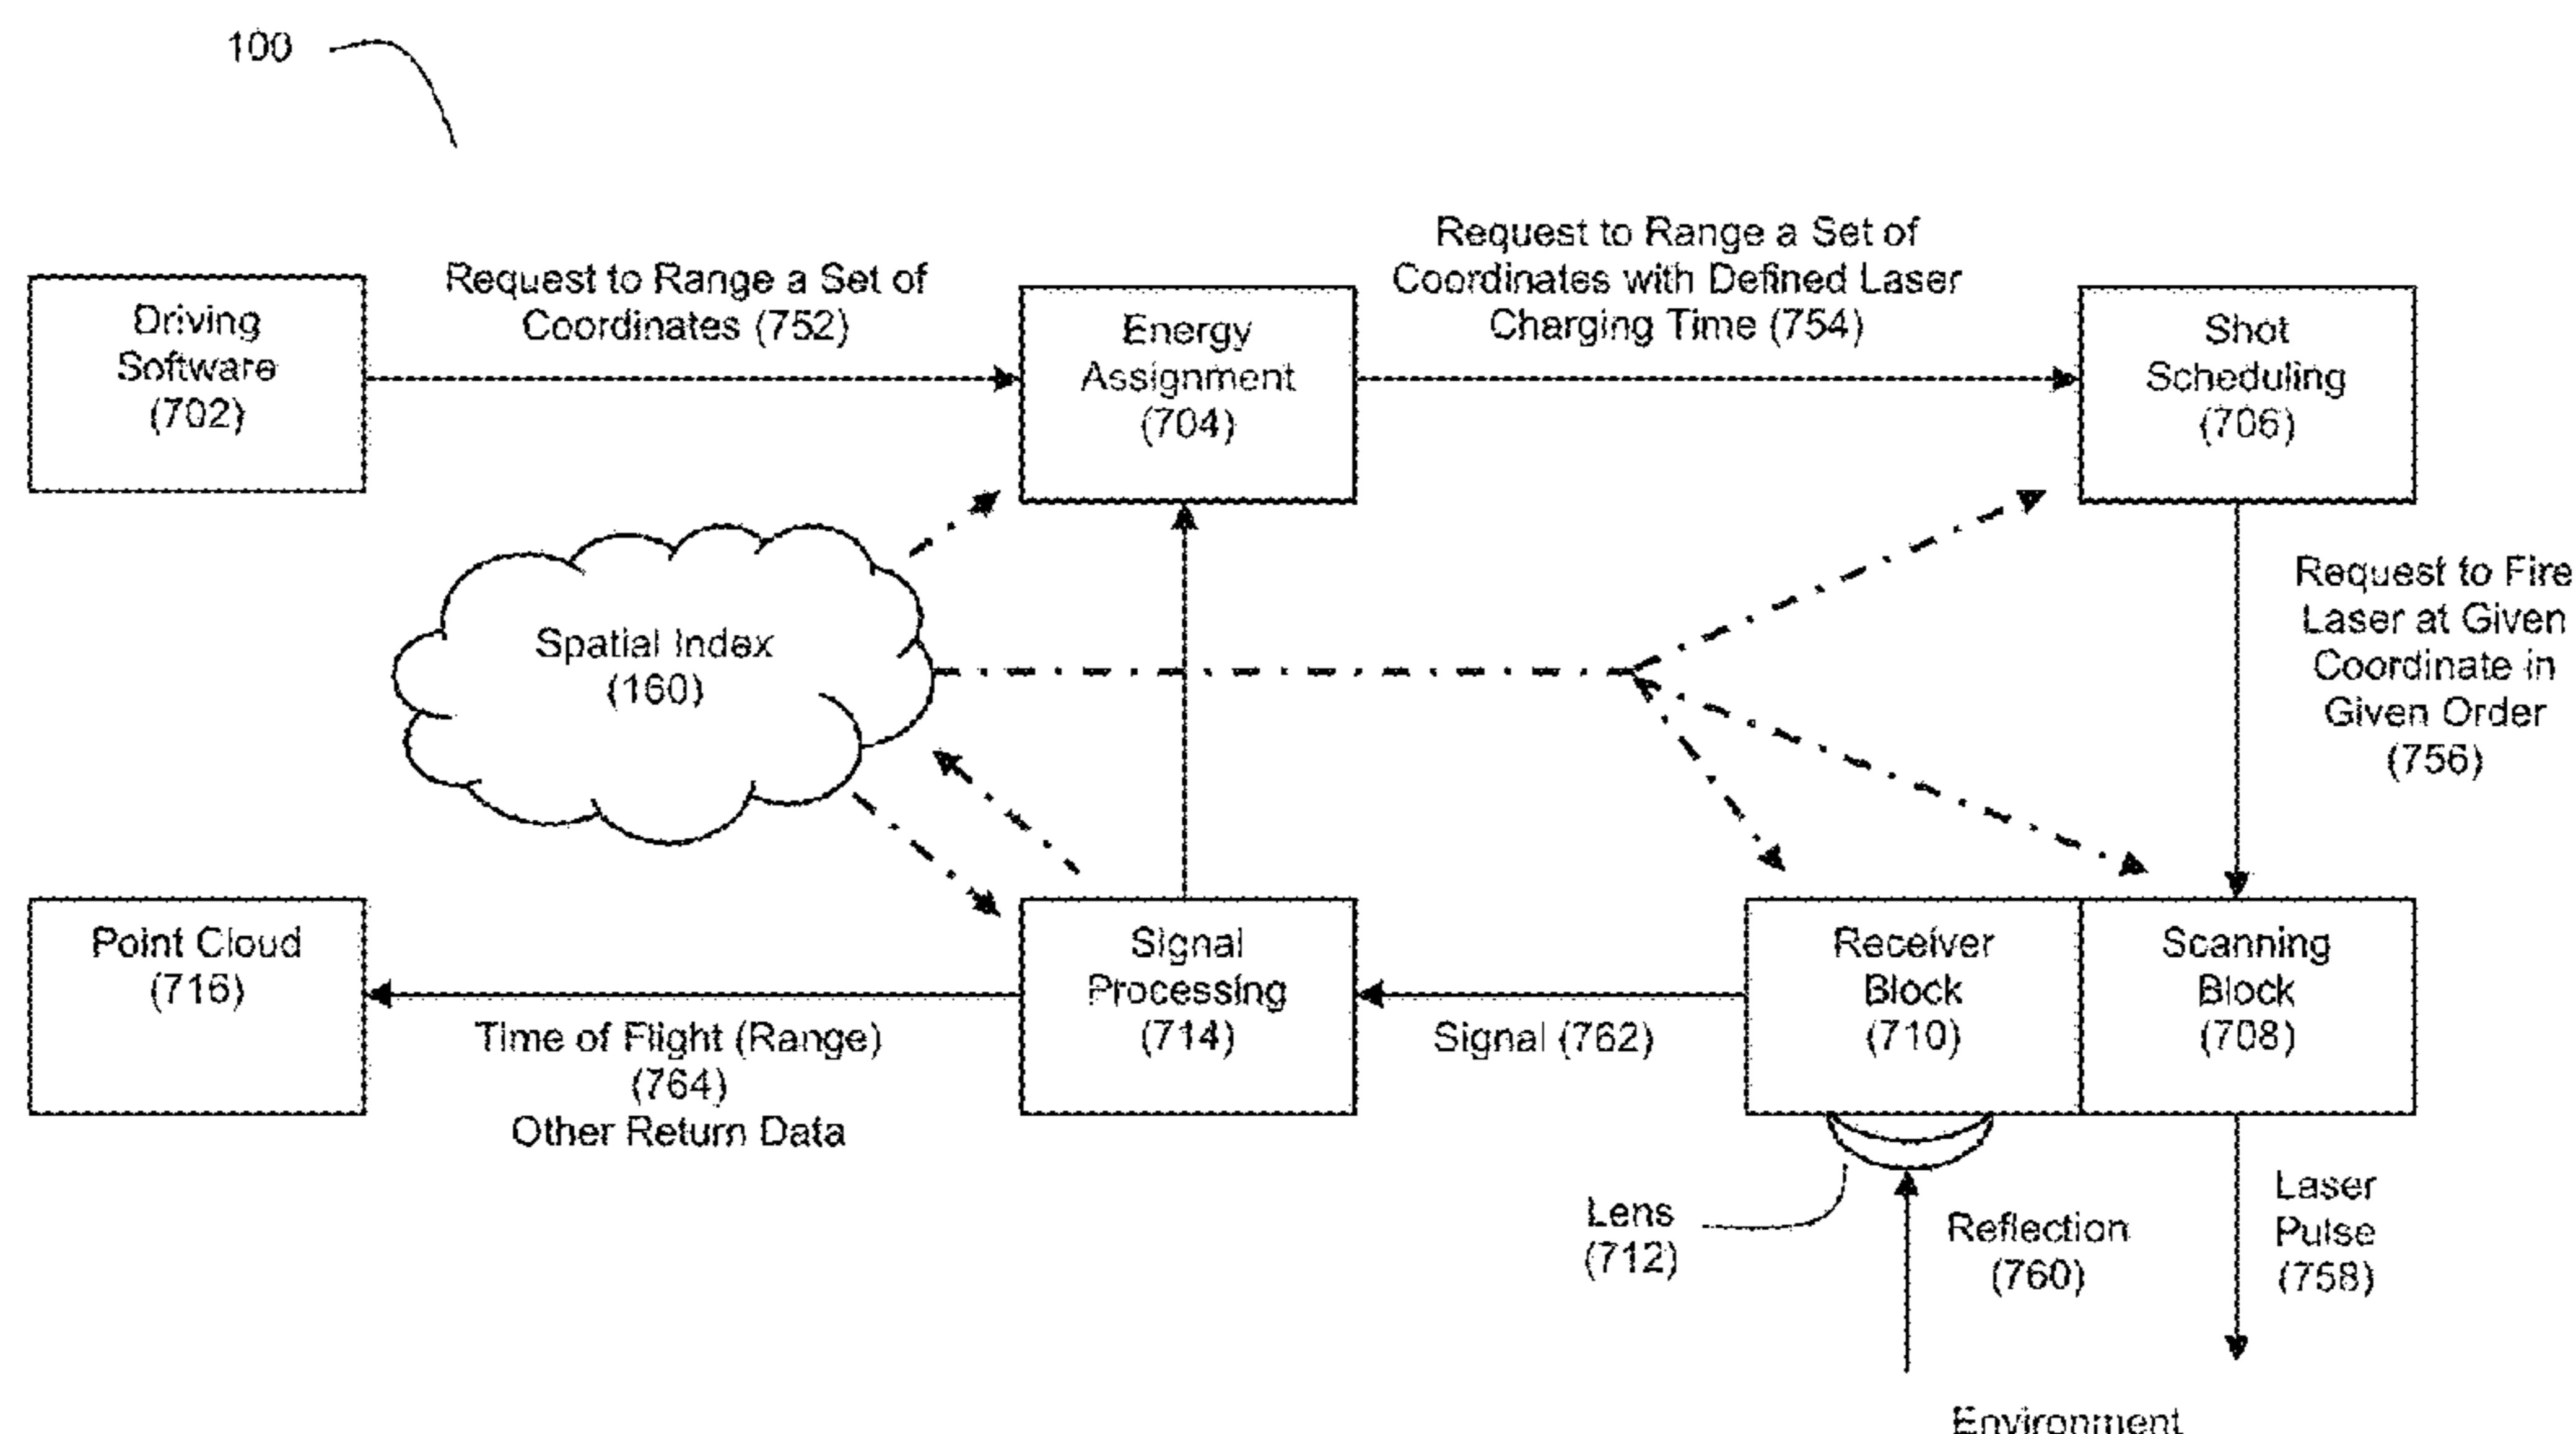 100
Request to Range a Set of
Coordinates with Defined Laser
Charging Time (754)
Request to Range a Set of
Coordinates (752)
Driving
Software
(702)
Energy
Assignment
(704)
Shot
Scheduling
(706)
Request to Fire
Laser at Given
Coordinate in
Given Order
(756)
Spatial Index
(160)
Point Cloud
(716)
Signal
Processing
(714)
Receiver
Block
(710)
Scanning
Block
(708)
Time of Flight (Range)
(764)
Other Return Data
Signal (762)
Lens
(712)
Reflection
(760)
Laser
Pulse
(758)
Environment